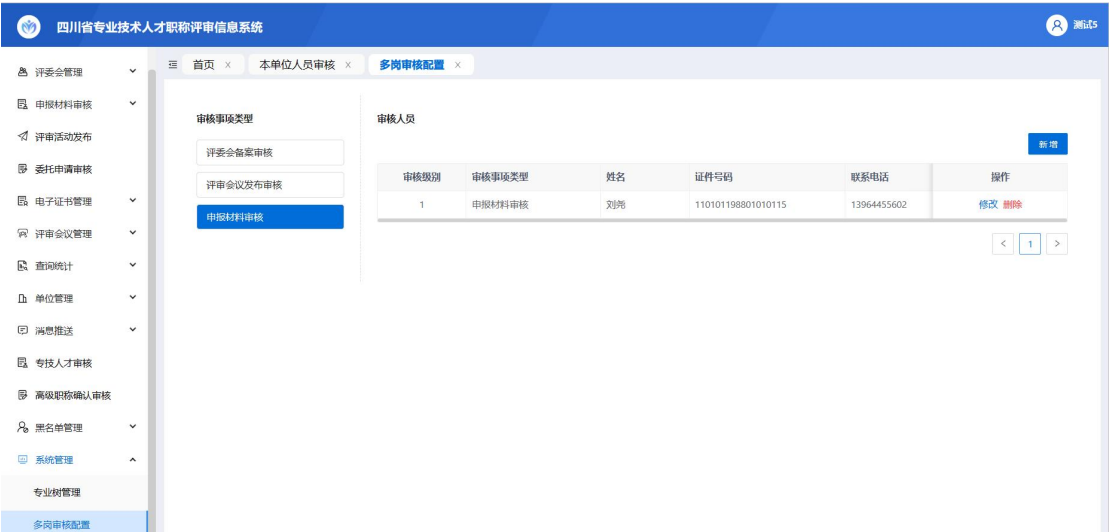 四川省专业技术人才职称评审信息系统
测试5
评委会管理
申报材料审核
评审活动发布
委托申请审核
电子证书管理
评审会议管理
查询统计
单位管理
消息推送
专技人才审核
高级职称确认审核
黑名单管理
系统管理
专业树管理
多岗审核配置
首页 × 本单位人员审核 × 多岗审核配置 ×
审核事项类型
评委会备案审核
评审会议发布审核
申报材料审核
审核人员
新增
审核级别 审核事项类型 姓名 证件号码 联系电话 操作
1 申报材料审核 刘尧 110101198801010115 13964455602 修改 删除
< 1 >